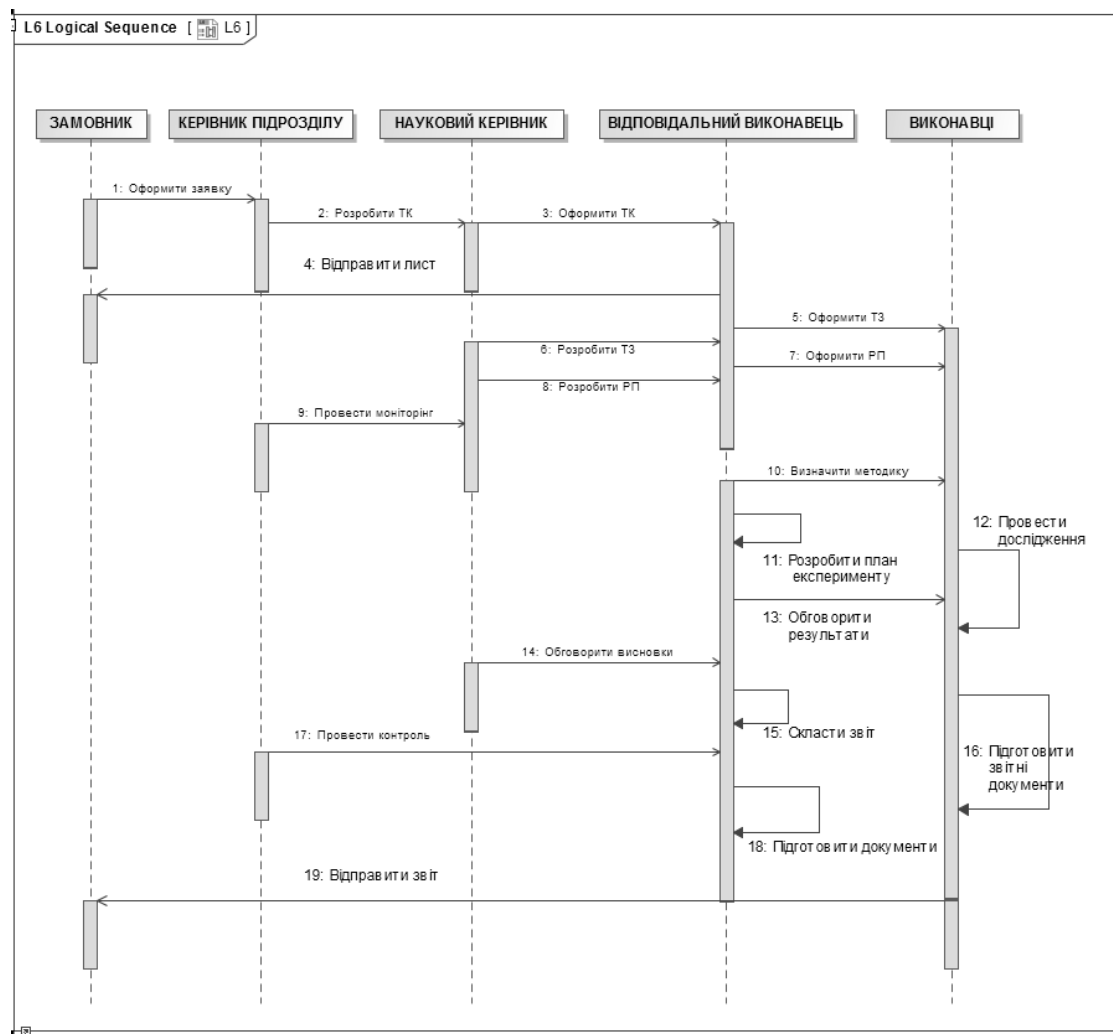 L6 Logical Sequence [ L6 ]
ЗАМОВНИК
КЕРІВНИК ПІДРОЗДІЛУ
НАУКОВИЙ КЕРІВНИК
ВІДПОВІДАЛЬНИЙ ВИКОНАВЕЦЬ
ВИКОНАВЦІ
1: Оформити заявку
2: Розробити ТК
3: Оформити ТК
4: Відправити лист
5: Оформити ТЗ
6: Розробити ТЗ
7: Оформити РП
8: Розробити РП
9: Провести моніторінг
10: Визначити методику
11: Розробити план
експерименту
12: Провести
дослідження
13: Обговорити
результати
14: Обговорити висновки
15: Скласти звіт
16: Підготовити
звітні
документи
17: Провести контроль
18: Підготовити документи
19: Відправити звіт